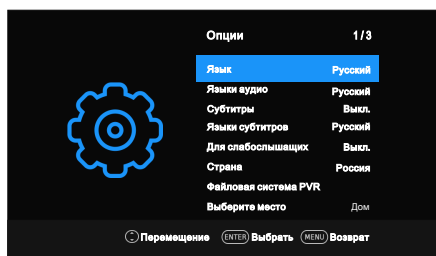 Опции 1/3
Язык Русский
Языки аудио Русский
Субтитры Выкл.
Языки субтитров Русский
Для слабослышащих Выкл.
Страна Россия
Файловая система PVR
Выберите место Дом
Перемещение ENTER Выбрать MENU Возврат